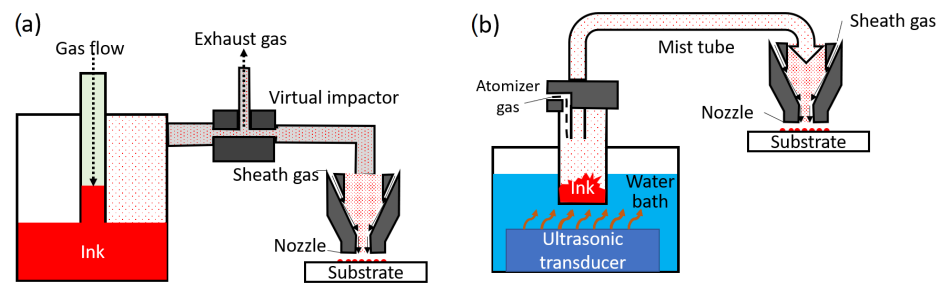 (a)
Gas flow
Exhaust gas
Virtual impactor
Sheath gas
Ink
Nozzle
Substrate
(b)
Sheath gas
Mist tube
Atomizer
gas
Nozzle
Substrate
Ink
Water
bath
Ultrasonic
transducer